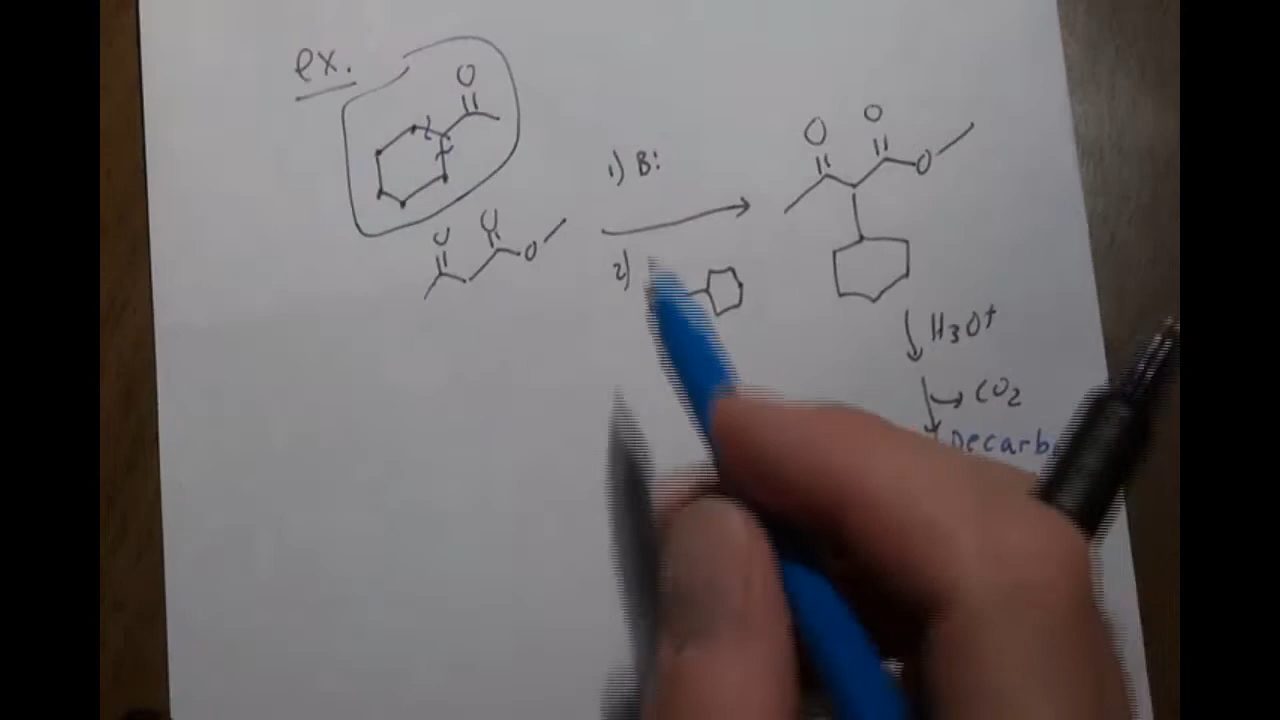 ex.
O
O O
O
1) B:
2)
O O
O
H3O+
CO2
Decarb